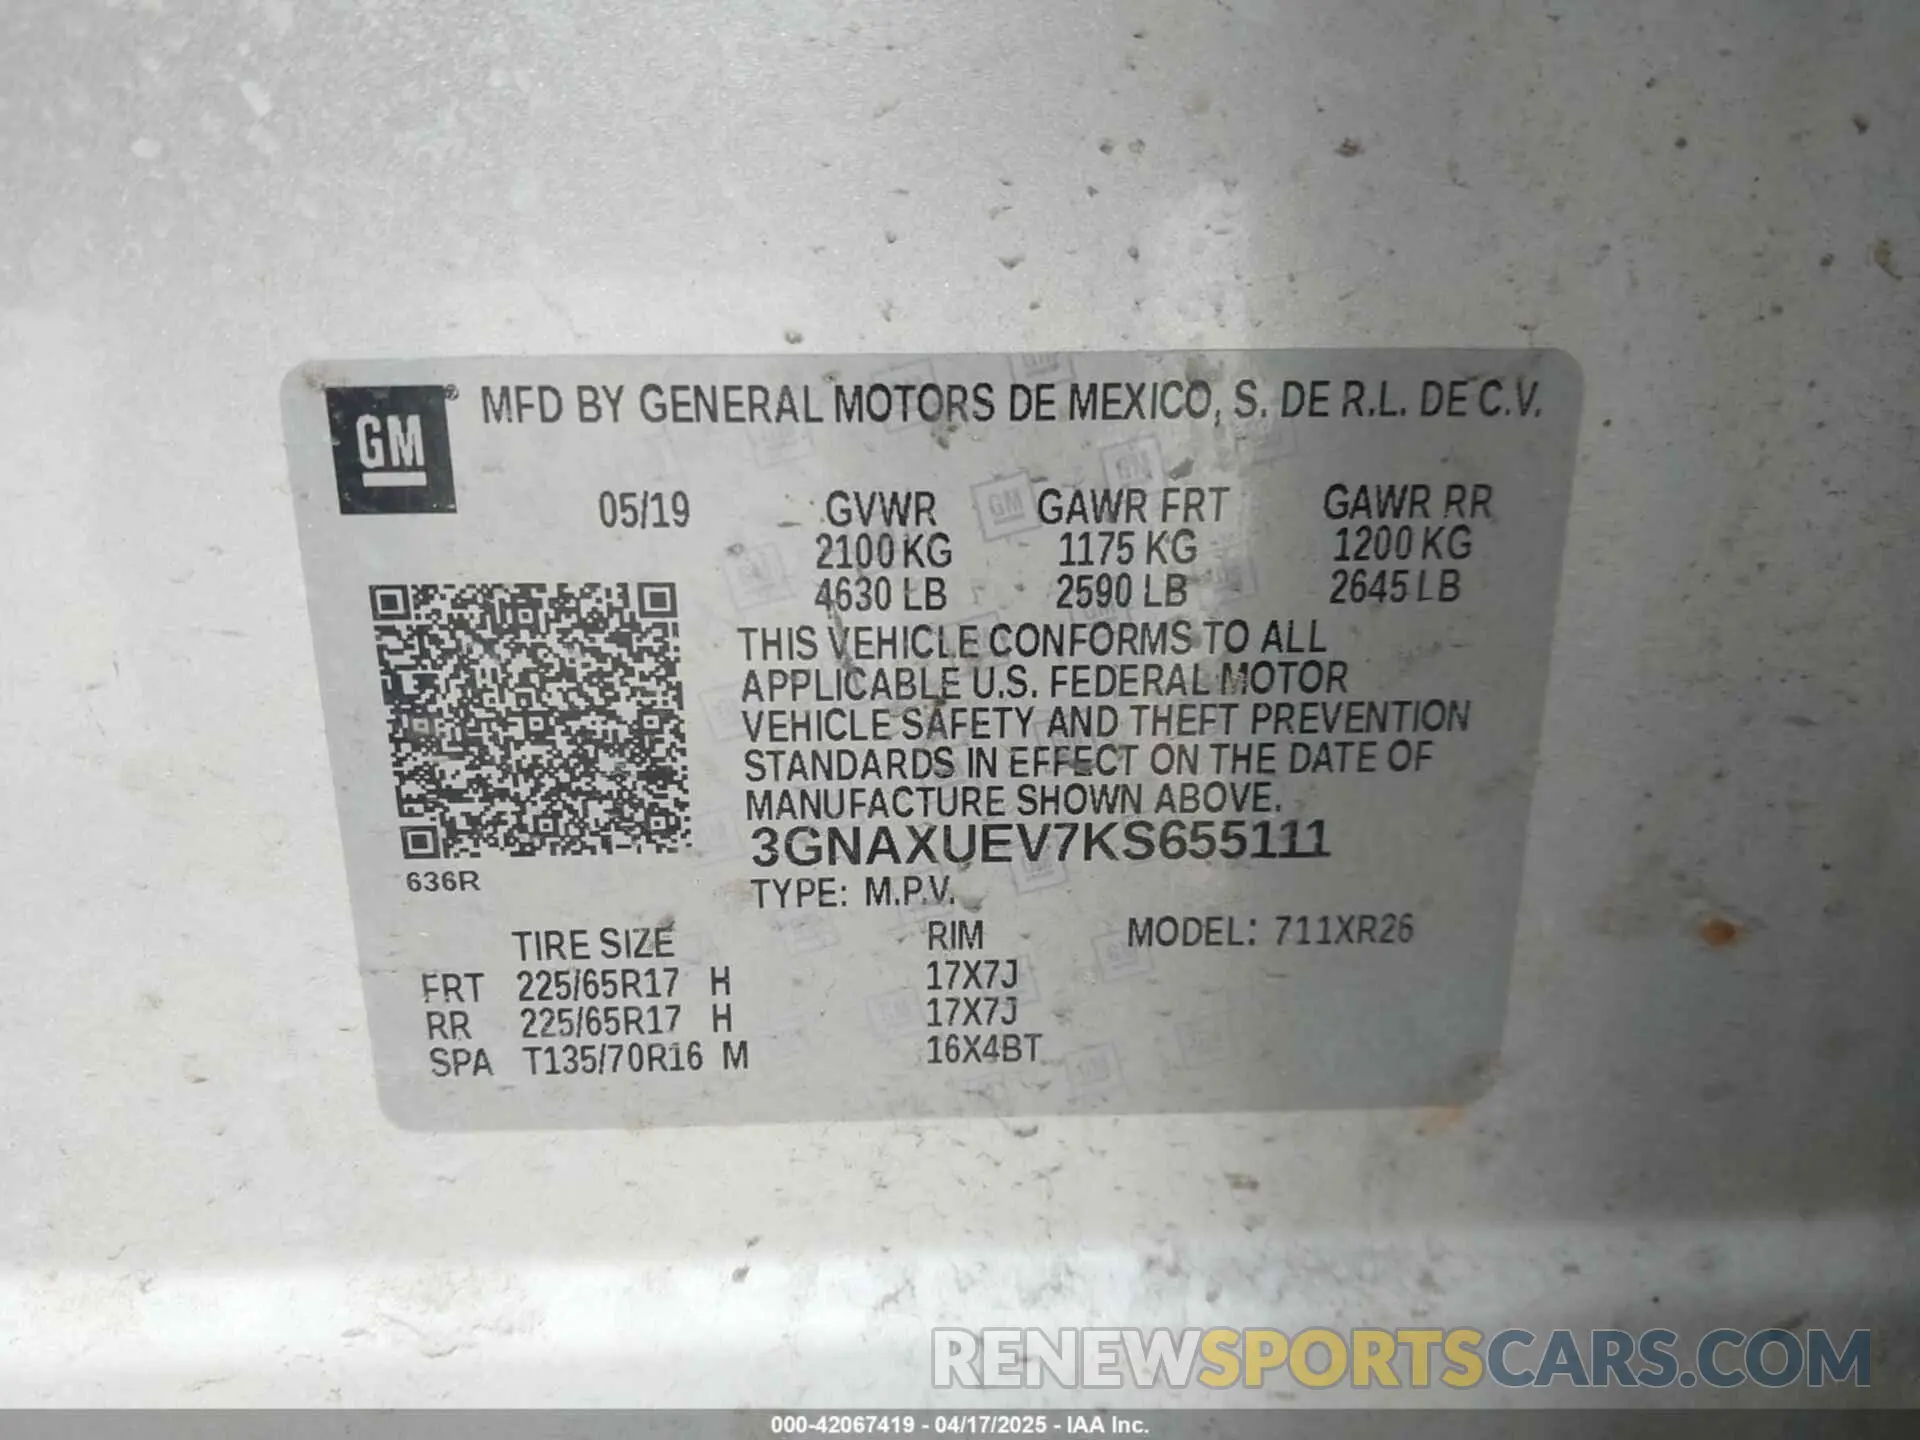 GM ® MFD BY GENERAL MOTORS DE MEXICO, S. DE R.L. DE C.V.
05/19 GVWR GAWR FRT GAWR RR
2100 KG 1175 KG 1200 KG
4630 LB 2590 LB 2645 LB
THIS VEHICLE CONFORMS TO ALL
APPLICABLE U.S. FEDERAL MOTOR
VEHICLE SAFETY AND THEFT PREVENTION
STANDARDS IN EFFECT ON THE DATE OF
MANUFACTURE SHOWN ABOVE.
3GNAXUEV7KS655111
636R
TYPE: M.P.V.
TIRE SIZE RIM MODEL: 711XR26
FRT 225/65R17 H 17X7J
RR 225/65R17 H 17X7J
SPA T135/70R16 M 16X4BT
RENEWSPORTSCARS.COM
000-42067419 - 04/17/2025 - IAA Inc.